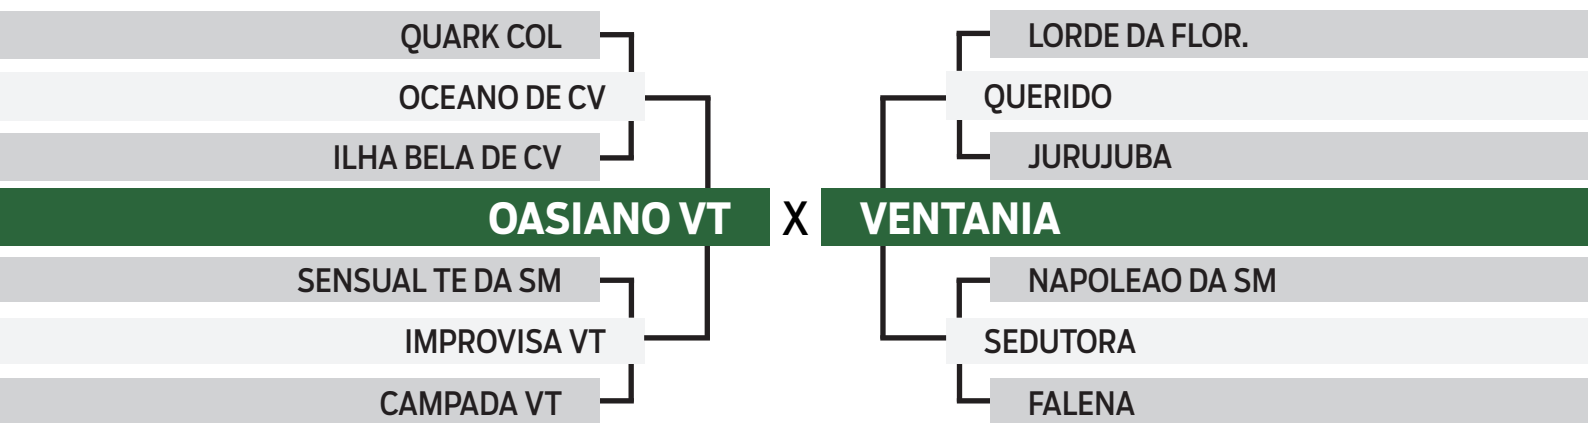 QUARK COL
OCEANO DE CV
ILHA BELA DE CV
OASIANO VT
SENSUAL TE DA SM
IMPROVISA VT
CAMPADA VT
X
LORDE DA FLOR.
QUERIDO
JURUJUBA
VENTANIA
NAPOLEAO DA SM
SEDUTORA
FALENA